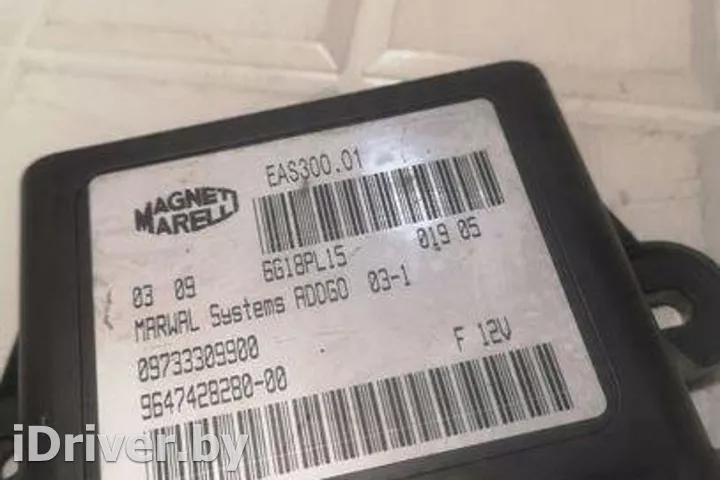 EAS300.01
MAGNETI
MARELLI
6G18PL15 019 05
03 09
MARWAL Systems ADDGO 03-1
09733309900
F 12V
9647428280-00
iDriver.by